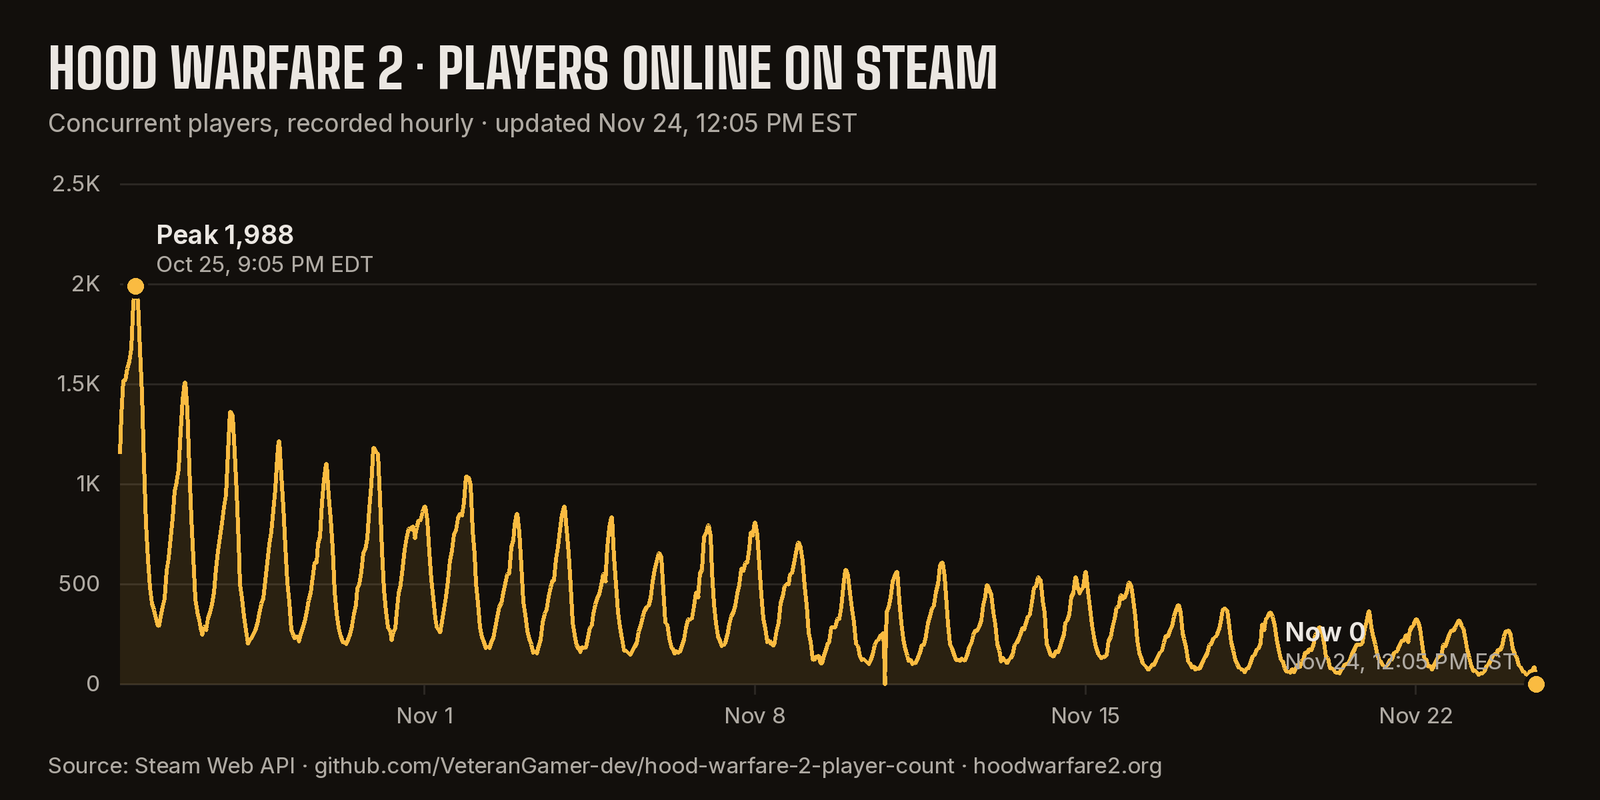 HOOD WARFARE 2 · PLAYERS ONLINE ON STEAM
Concurrent players, recorded hourly · updated Nov 24, 12:05 PM EST
2.5K
Peak 1,988
Oct 25, 9:05 PM EDT
2K
1.5K
1K
500
Now 0
Nov 24, 12:05 PM EST
0
Nov 1
Nov 8
Nov 15
Nov 22
Source: Steam Web API · github.com/VeteranGamer-dev/hood-warfare-2-player-count · hoodwarfare2.org